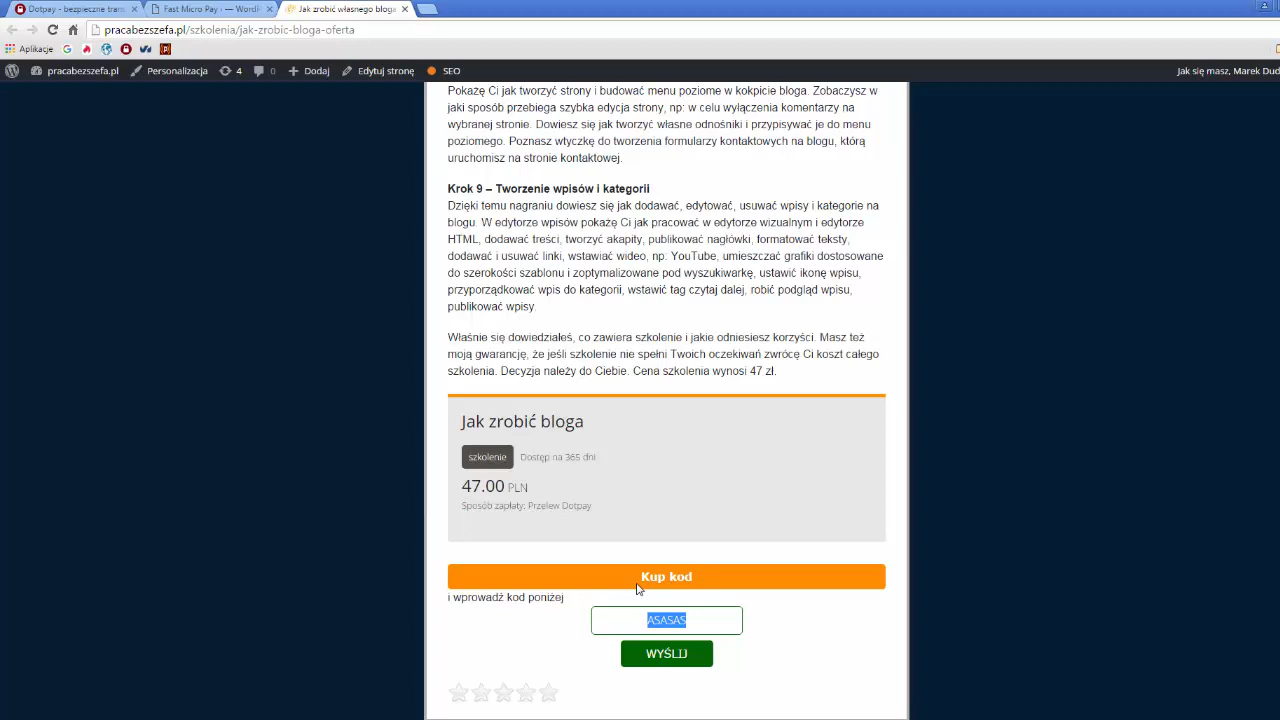 Dotpay - bezpieczne trans
Fast Micro Pay ‹ — WordP
Jak zrobić własnego bloga
pracabezszefa.pl/szkolenia/jak-zrobic-bloga-oferta
Aplikacje
pracabezszefa.pl Personalizacja 4 0 Dodaj Edytuj stronę SEO Jak się masz, Marek Dud
Pokażę Ci jak tworzyć strony i budować menu poziome w kokpicie bloga. Zobaczysz w
jaki sposób przebiega szybka edycja strony, np: w celu wyłączenia komentarzy na
wybranej stronie. Dowiesz się jak tworzyć własne odnośniki i przypisywać je do menu
poziomego. Poznasz wtyczkę do tworzenia formularzy kontaktowych na blogu, którą
uruchomisz na stronie kontaktowej.
Krok 9 – Tworzenie wpisów i kategorii
Dzięki temu nagraniu dowiesz się jak dodawać, edytować, usuwać wpisy i kategorie na
blogu. W edytorze wpisów pokażę Ci jak pracować w edytorze wizualnym i edytorze
HTML, dodawać treści, tworzyć akapity, publikować nagłówki, formatować teksty,
dodawać i usuwać linki, wstawiać wideo, np: YouTube, umieszczać grafiki dostosowane
do szerokości szablonu i zoptymalizowane pod wyszukiwarkę, ustawić ikonę wpisu,
przyporządkować wpis do kategorii, wstawić tag czytaj dalej, robić podgląd wpisu,
publikować wpisy.
Właśnie się dowiedziałeś, co zawiera szkolenie i jakie odniesiesz korzyści. Masz też
moją gwarancję, że jeśli szkolenie nie spełni Twoich oczekiwań zwrócę Ci koszt całego
szkolenia. Decyzja należy do Ciebie. Cena szkolenia wynosi 47 zł.
Jak zrobić bloga
szkolenie Dostęp na 365 dni
47.00 PLN
Sposób zapłaty: Przelew Dotpay
Kup kod
i wprowadź kod poniżej
ASASAS
WYŚLIJ